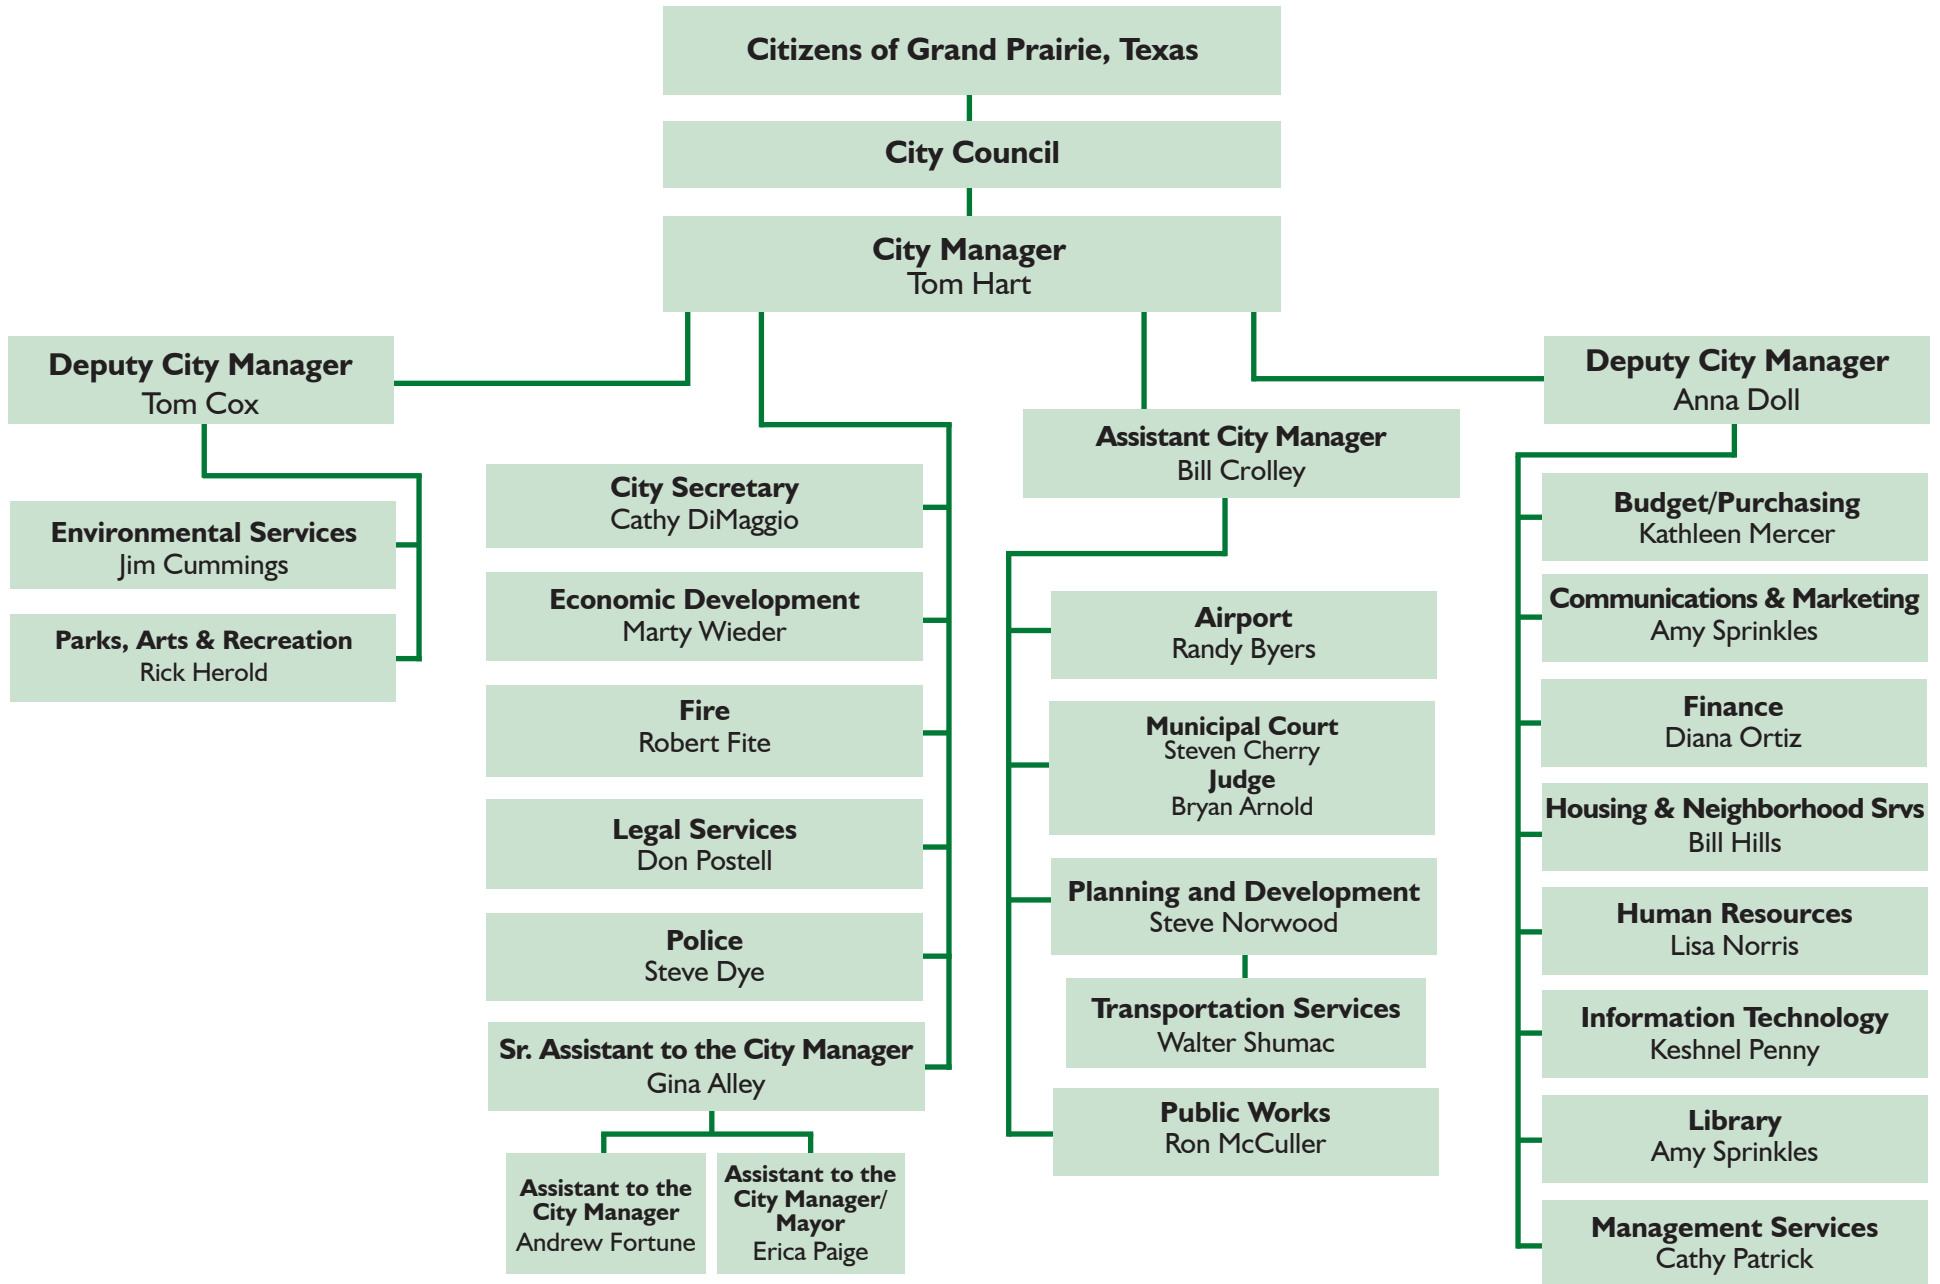 Citizens of Grand Prairie, Texas
City Council
City Manager
Tom Hart
Deputy City Manager
Tom Cox
Environmental Services
Jim Cummings
Parks, Arts & Recreation
Rick Herold
City Secretary
Cathy DiMaggio
Economic Development
Marty Wieder
Fire
Robert Fite
Legal Services
Don Postell
Police
Steve Dye
Sr. Assistant to the City Manager
Gina Alley
Assistant to the
City Manager
Andrew Fortune
Assistant to the
City Manager/
Mayor
Erica Paige
Assistant City Manager
Bill Crolley
Airport
Randy Byers
Municipal Court
Steven Cherry
Judge
Bryan Arnold
Planning and Development
Steve Norwood
Transportation Services
Walter Shumac
Public Works
Ron McCuller
Deputy City Manager
Anna Doll
Budget/Purchasing
Kathleen Mercer
Communications & Marketing
Amy Sprinkles
Finance
Diana Ortiz
Housing & Neighborhood Srvs
Bill Hills
Human Resources
Lisa Norris
Information Technology
Keshnel Penny
Library
Amy Sprinkles
Management Services
Cathy Patrick